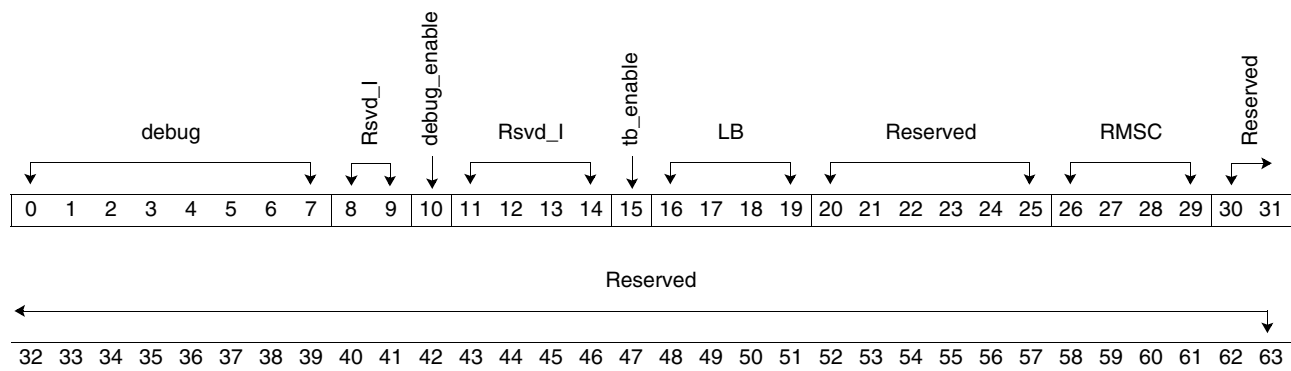 debug Rsvd_I debug_enable Rsvd_I tb_enable LB Reserved RMSC Reserved
0 1 2 3 4 5 6 7 8 9 10 11 12 13 14 15 16 17 18 19 20 21 22 23 24 25 26 27 28 29 30 31
Reserved
32 33 34 35 36 37 38 39 40 41 42 43 44 45 46 47 48 49 50 51 52 53 54 55 56 57 58 59 60 61 62 63